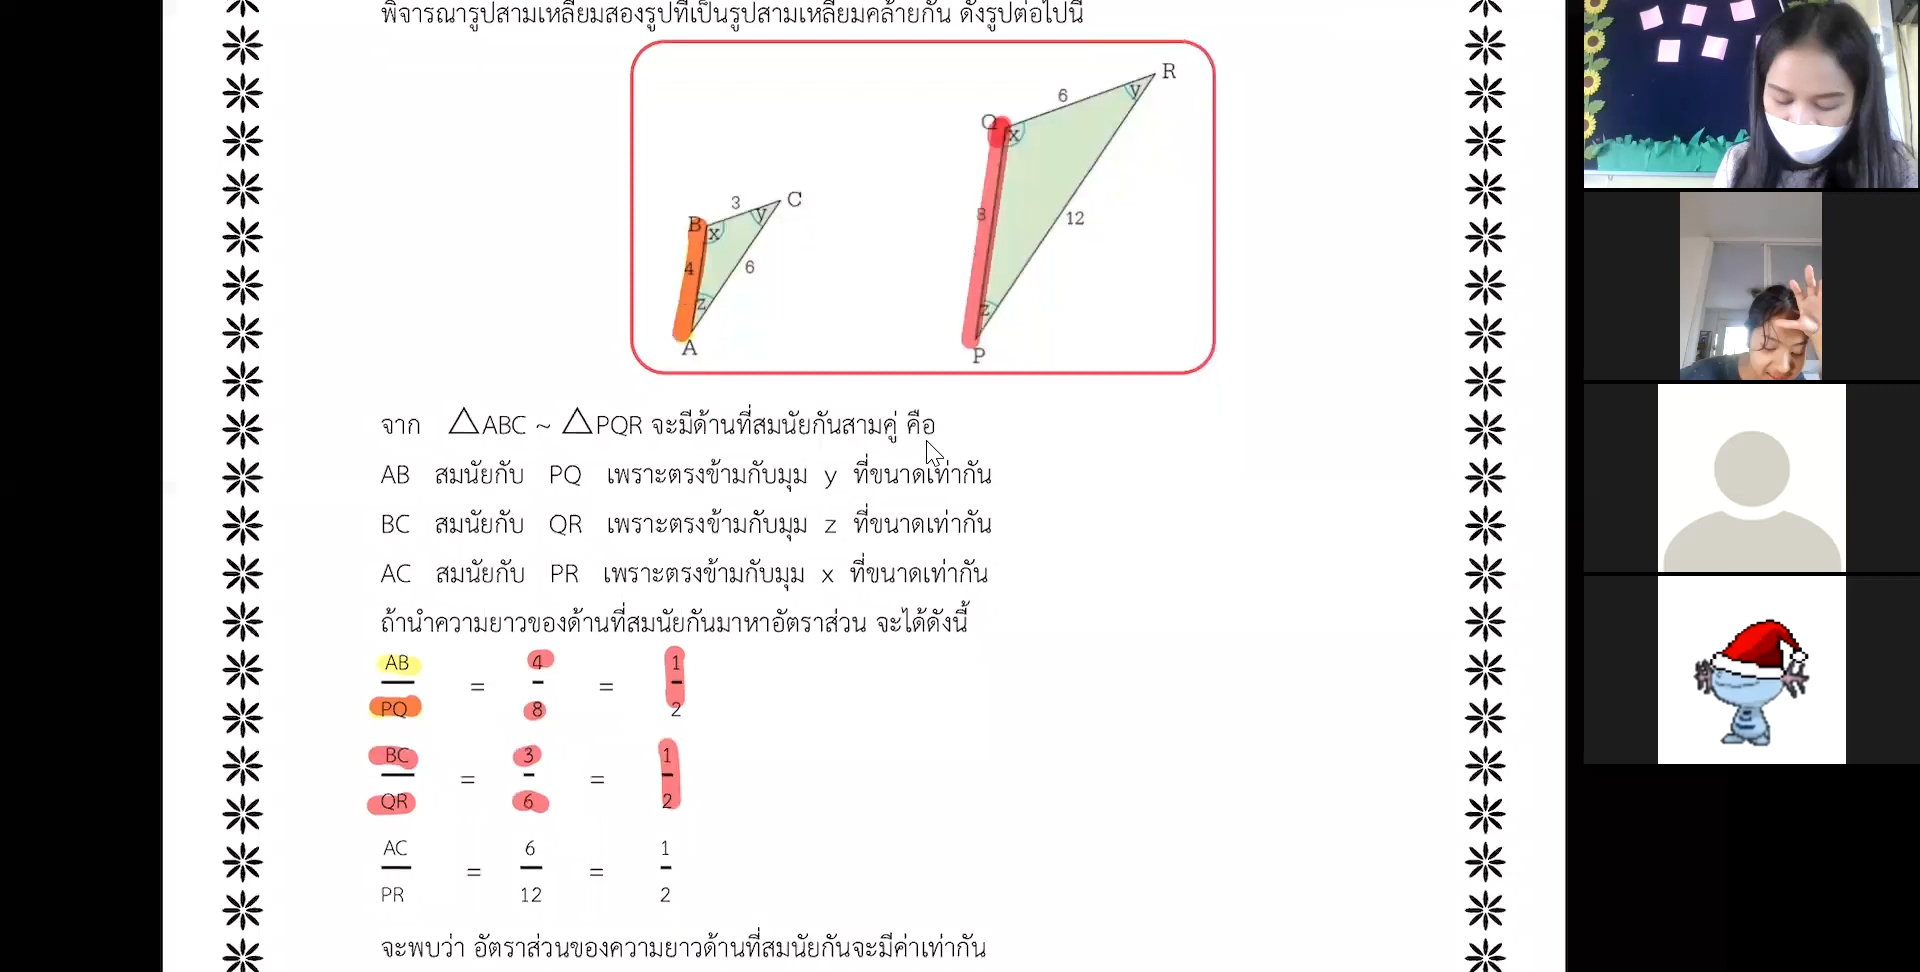 พิจารณารูปสามเหลี่ยมสองรูปที่เป็นรูปสามเหลี่ยมคล้ายกัน ดังรูปต่อไปนี้
R
6
y
Q
x
3 C
8
12
B
y
x
4
6
z
z
A
P
จาก △ABC ~ △PQR จะมีด้านที่สมนัยกันสามคู่ คือ
AB สมนัยกับ PQ เพราะตรงข้ามกับมุม y ที่ขนาดเท่ากัน
BC สมนัยกับ QR เพราะตรงข้ามกับมุม z ที่ขนาดเท่ากัน
AC สมนัยกับ PR เพราะตรงข้ามกับมุม x ที่ขนาดเท่ากัน
ถ้านำความยาวของด้านที่สมนัยกันมาหาอัตราส่วน จะได้ดังนี้
AB 4 1
= =
PQ 8 2
BC 3 1
= =
QR 6 2
AC 6 1
= =
PR 12 2
จะพบว่า อัตราส่วนของความยาวด้านที่สมนัยกันจะมีค่าเท่ากัน